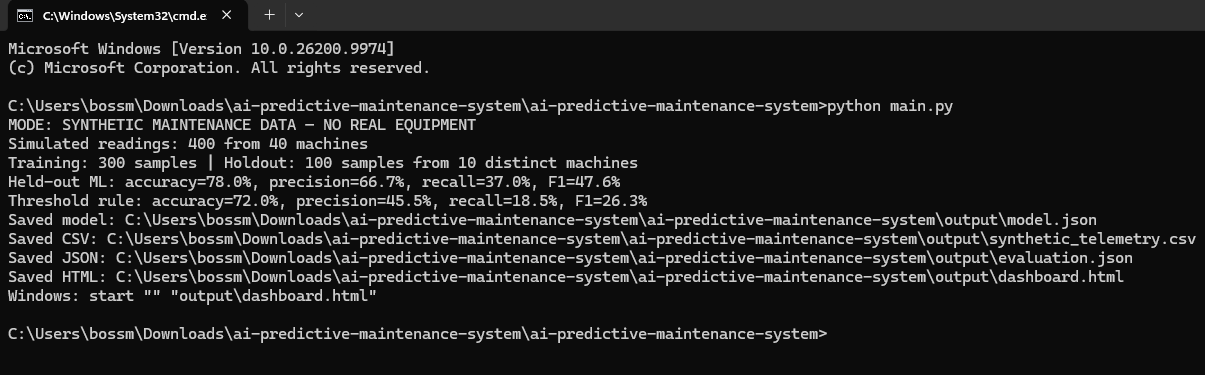 C:\Windows\System32\cmd.e
Microsoft Windows [Version 10.0.26200.9974]
(c) Microsoft Corporation. All rights reserved.
C:\Users\bossm\Downloads\ai-predictive-maintenance-system\ai-predictive-maintenance-system>python main.py
MODE: SYNTHETIC MAINTENANCE DATA — NO REAL EQUIPMENT
Simulated readings: 400 from 40 machines
Training: 300 samples | Holdout: 100 samples from 10 distinct machines
Held-out ML: accuracy=78.0%, precision=66.7%, recall=37.0%, F1=47.6%
Threshold rule: accuracy=72.0%, precision=45.5%, recall=18.5%, F1=26.3%
Saved model: C:\Users\bossm\Downloads\ai-predictive-maintenance-system\ai-predictive-maintenance-system\output\model.json
Saved CSV: C:\Users\bossm\Downloads\ai-predictive-maintenance-system\ai-predictive-maintenance-system\output\synthetic_telemetry.csv
Saved JSON: C:\Users\bossm\Downloads\ai-predictive-maintenance-system\ai-predictive-maintenance-system\output\evaluation.json
Saved HTML: C:\Users\bossm\Downloads\ai-predictive-maintenance-system\ai-predictive-maintenance-system\output\dashboard.html
Windows: start "" "output\dashboard.html"
C:\Users\bossm\Downloads\ai-predictive-maintenance-system\ai-predictive-maintenance-system>